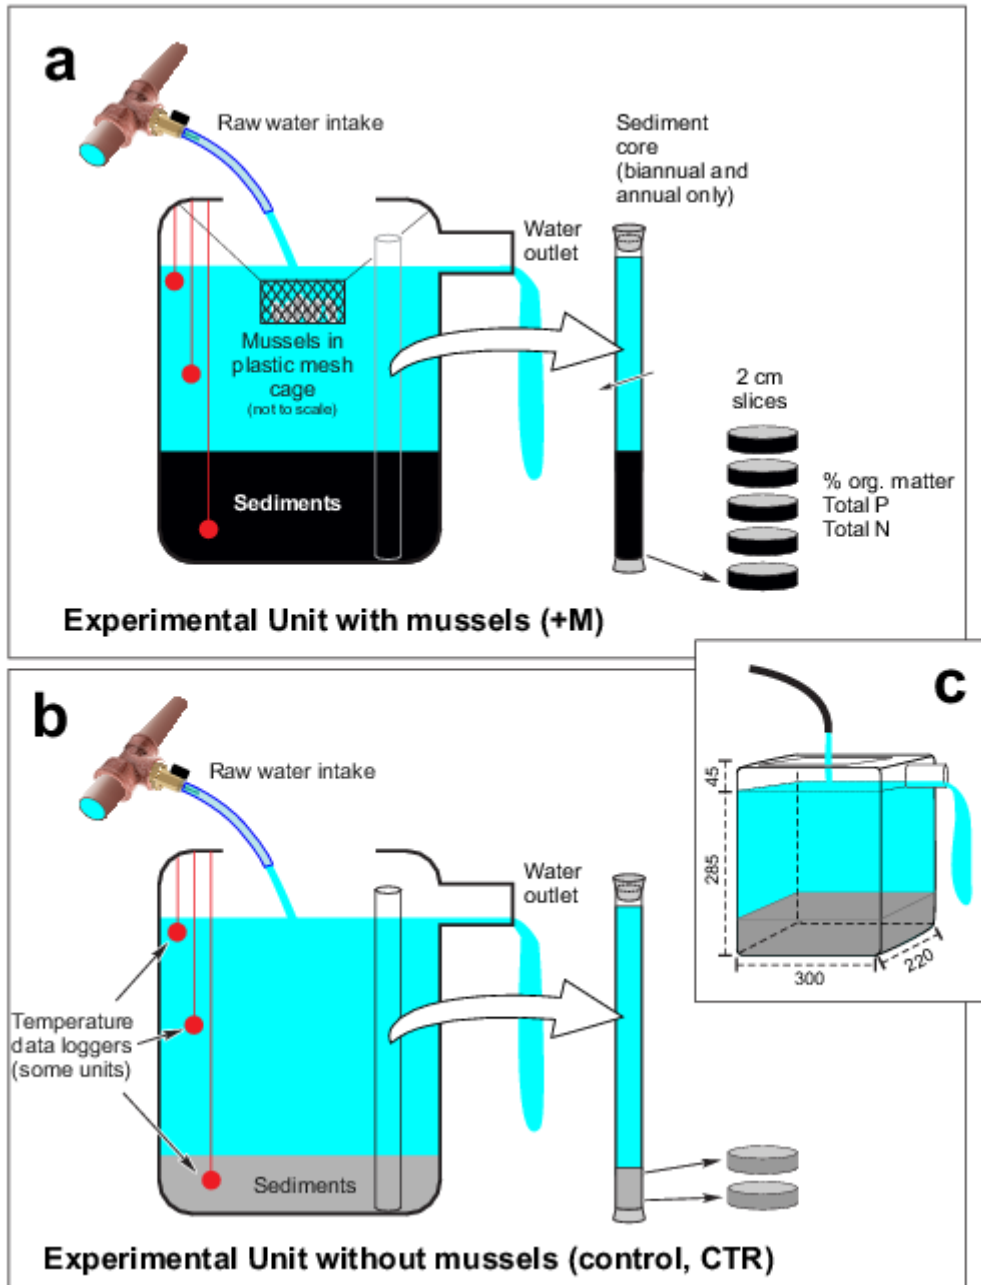 a
Raw water intake
Sediment
core
(biannual and
annual only)
Water
outlet
Mussels in
plastic mesh
cage
(not to scale)
2 cm
slices
Sediments
% org. matter
Total P
Total N
Experimental Unit with mussels (+M)
b
Raw water intake
Water
outlet
Temperature
data loggers
(some units)
Sediments
Experimental Unit without mussels (control, CTR)
c
45
285
300
220